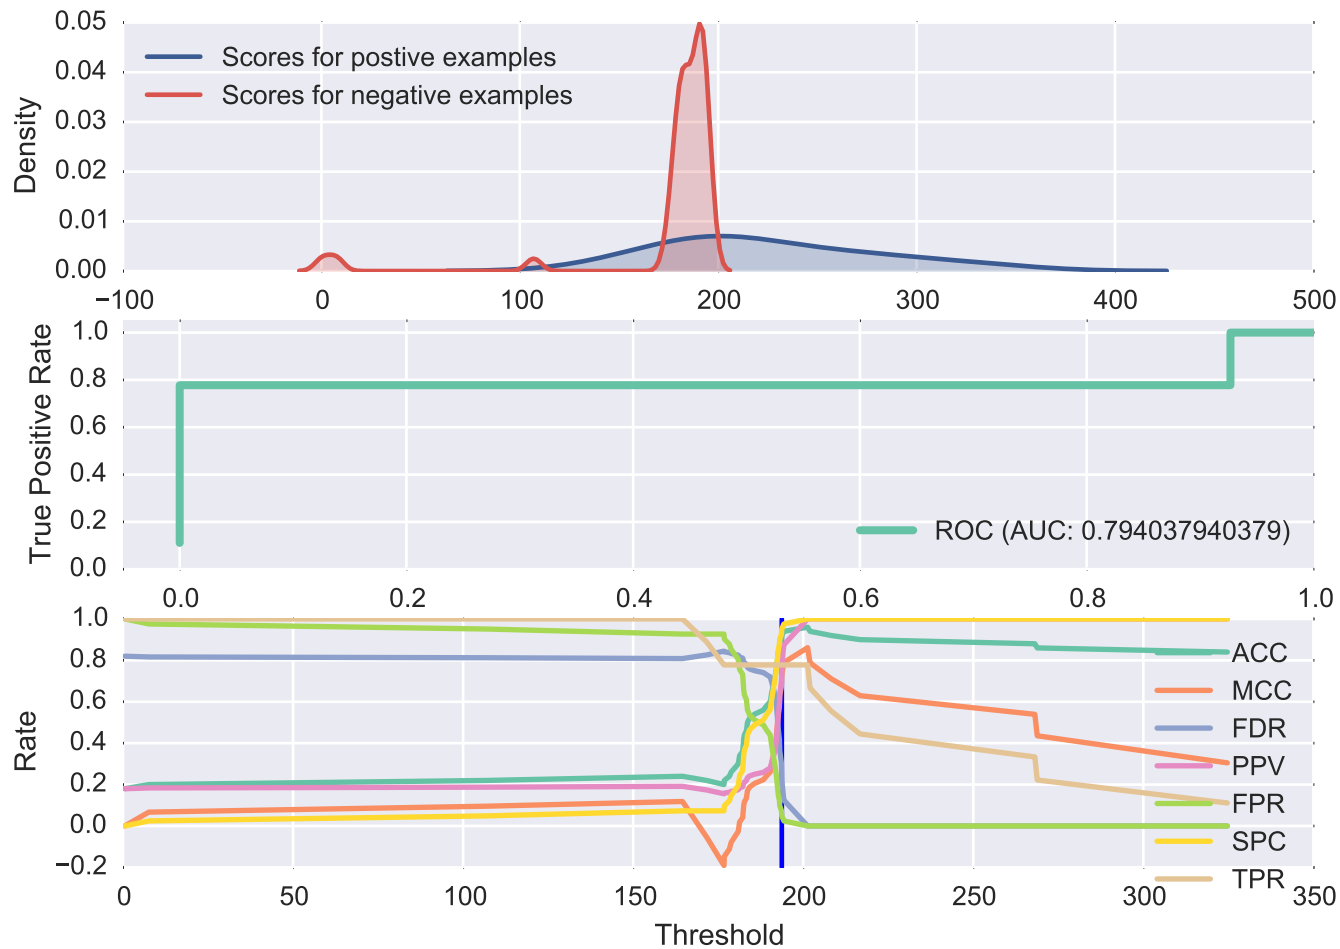 0.05
Scores for postive examples
0.04
Scores for negative examples
0.03
Density
0.02
0.01
0.00
−100 0 100 200 300 400 500
1.0
True Positive Rate
0.8
0.6
0.4
0.2
ROC (AUC: 0.794037940379)
0.0
0.0 0.2 0.4 0.6 0.8 1.0
1.0
0.8
ACC
MCC
0.6
FDR
Rate
0.4
PPV
0.2
FPR
0.0
SPC
−0.2
TPR
0 50 100 150 200 250 300 350
Threshold